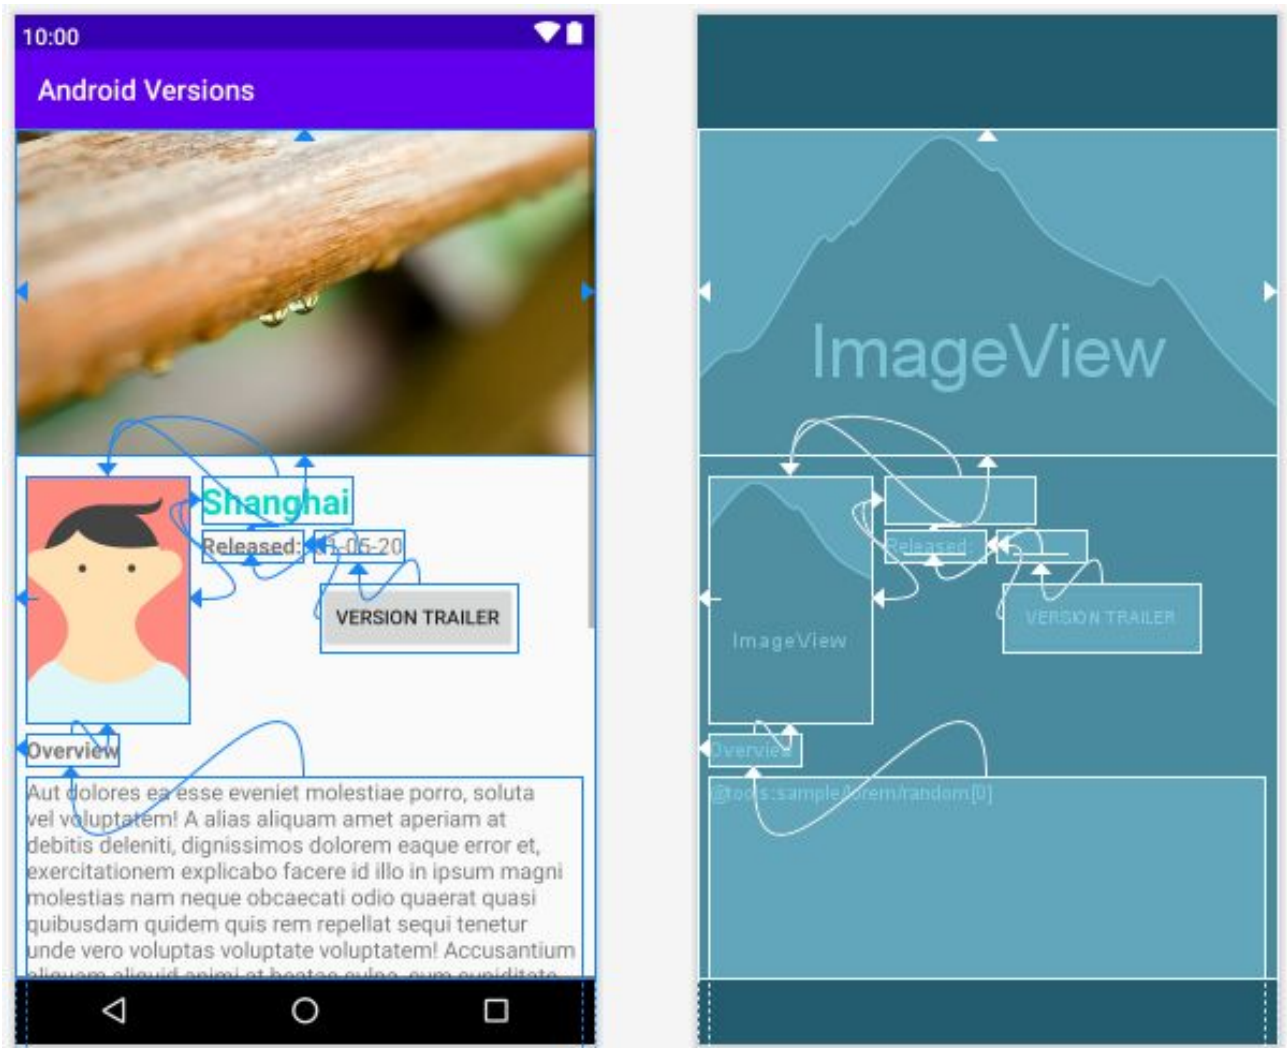 10:00
Android Versions
Shanghai
Released:
01-05-20
VERSION TRAILER
Overview
Aut dolores ea esse eveniet molestiae porro, soluta
vel voluptatem! A alias aliquam amet aperiam at
debitis deleniti, dignissimos dolorem eaque error et,
exercitationem explicabo facere id illo in ipsum magni
molestias nam neque obcaecati odio quaerat quasi
quibusdam quidem quis rem repellat sequi tenetur
unde vero voluptas voluptate voluptatem! Accusantium
ImageView
Released:
VERSION TRAILER
ImageView
Overview
@tools:sample/lorem/random[0]